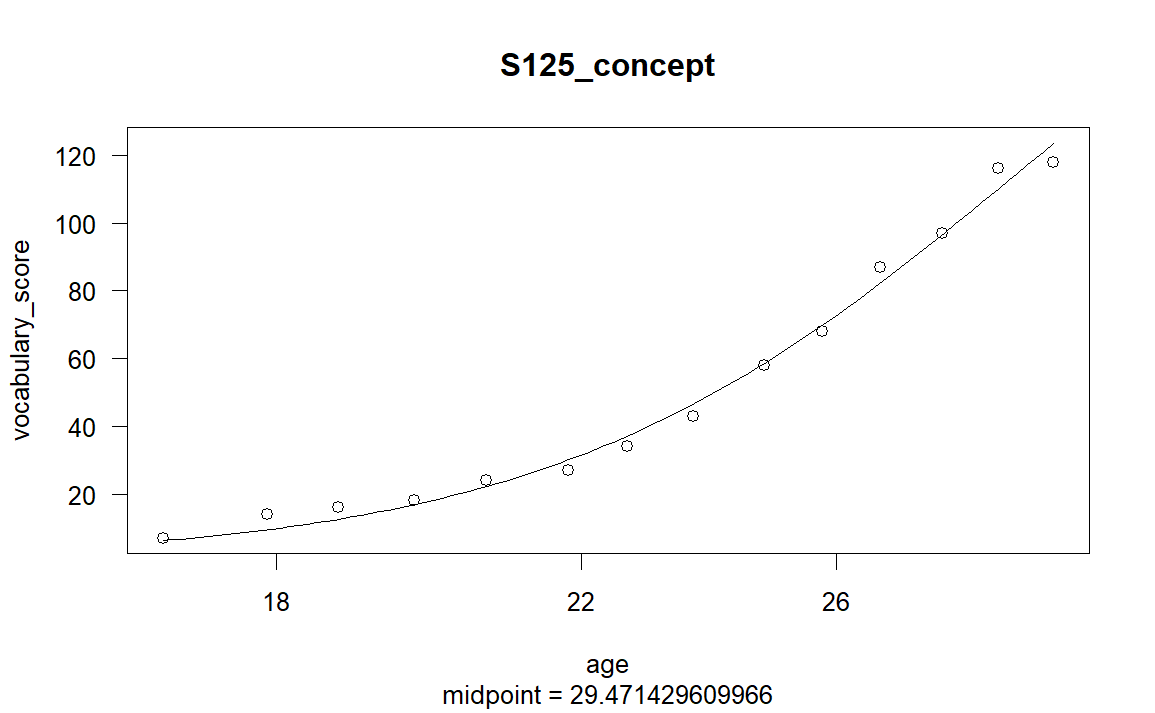 S125_concept
120
100
80
60
40
20
vocabulary_score
18 22 26
age
midpoint = 29.471429609966